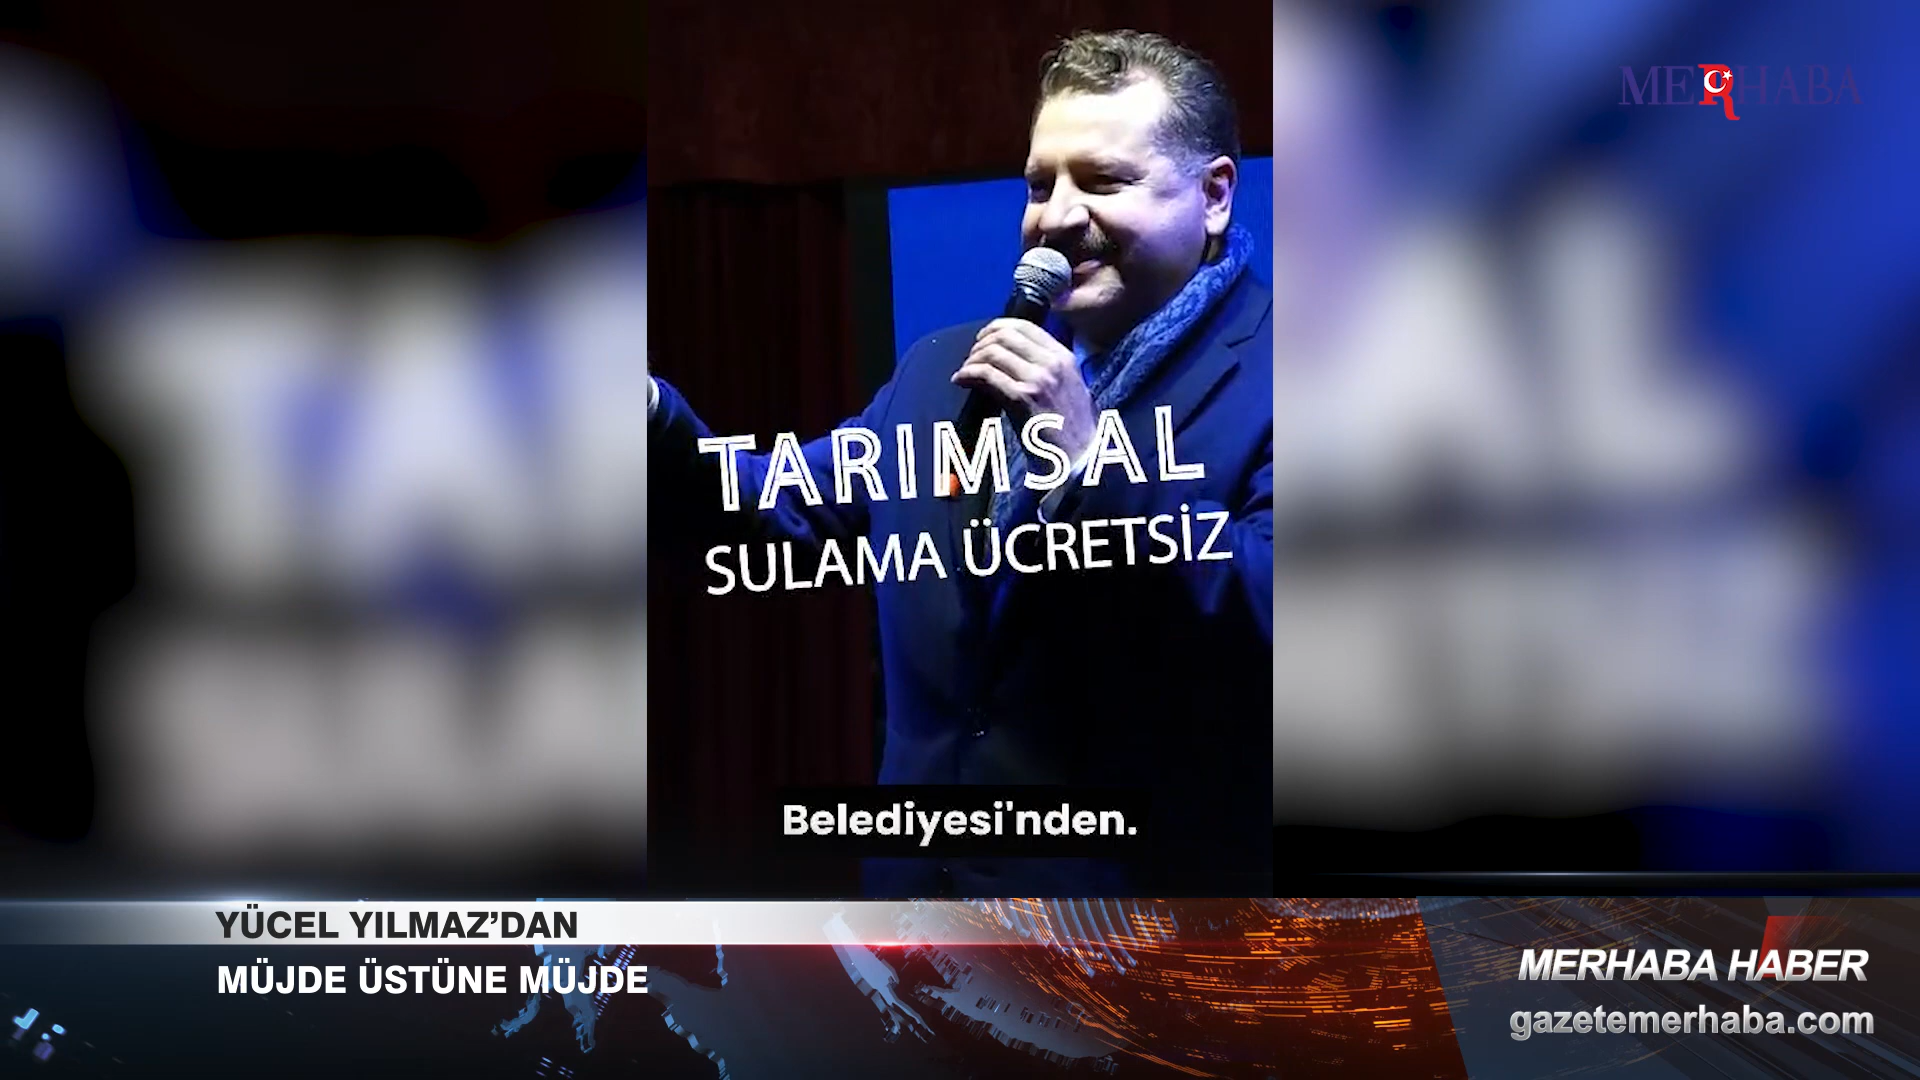 MERHABA
TARIMSAL
SULAMA ÜCRETSİZ
Belediyesi'nden.
YÜCEL YILMAZ’DAN
MÜJDE ÜSTÜNE MÜJDE
MERHABA HABER
gazetemerhaba.com